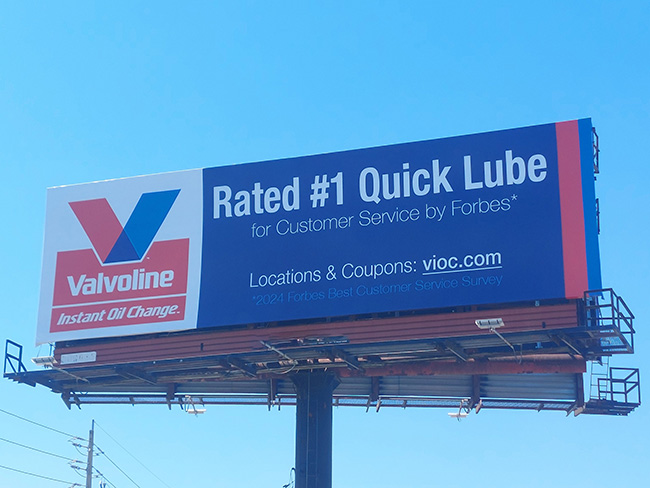 Valvoline
Instant Oil Change.
Rated #1 Quick Lube
for Customer Service by Forbes*
Locations & Coupons: vioc.com
*2024 Forbes Best Customer Service Survey